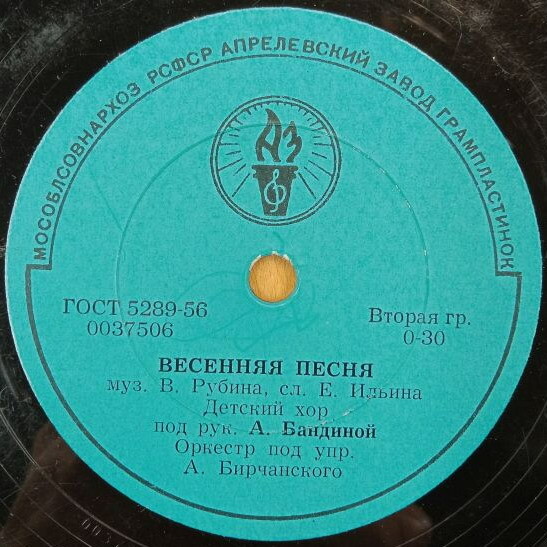 МОСОБЛСОВНАРХОЗ РСФСР АПРЕЛЕВСКИЙ ЗАВОД ГРАМПЛАСТИНОК
АЗ
ГОСТ 5289-56
0037506
Вторая гр.
0-30
ВЕСЕННЯЯ ПЕСНЯ
муз. В. Рубина, сл. Е. Ильина
Детский хор
под рук. А. Бандиной
Оркестр под упр.
А. Бирчанского